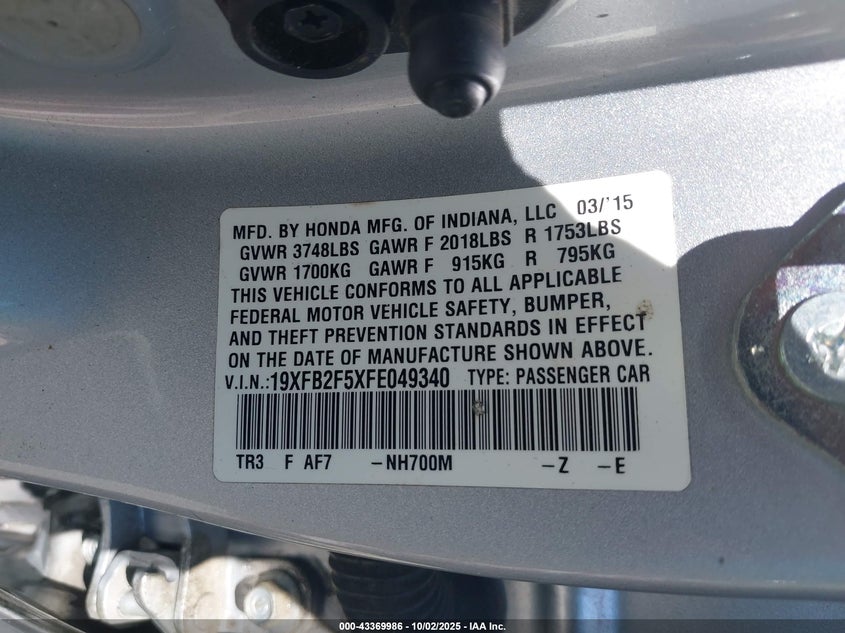 MFD. BY HONDA MFG. OF INDIANA, LLC 03/'15
GVWR 3748LBS GAWR F 2018LBS R 1753LBS
GVWR 1700KG GAWR F 915KG R 795KG
THIS VEHICLE CONFORMS TO ALL APPLICABLE
FEDERAL MOTOR VEHICLE SAFETY, BUMPER,
AND THEFT PREVENTION STANDARDS IN EFFECT
ON THE DATE OF MANUFACTURE SHOWN ABOVE.
V.I.N.:19XFB2F5XFE049340 TYPE: PASSENGER CAR
TR3 F AF7 -NH700M -Z -E
000-43369986 - 10/02/2025 - IAA Inc.